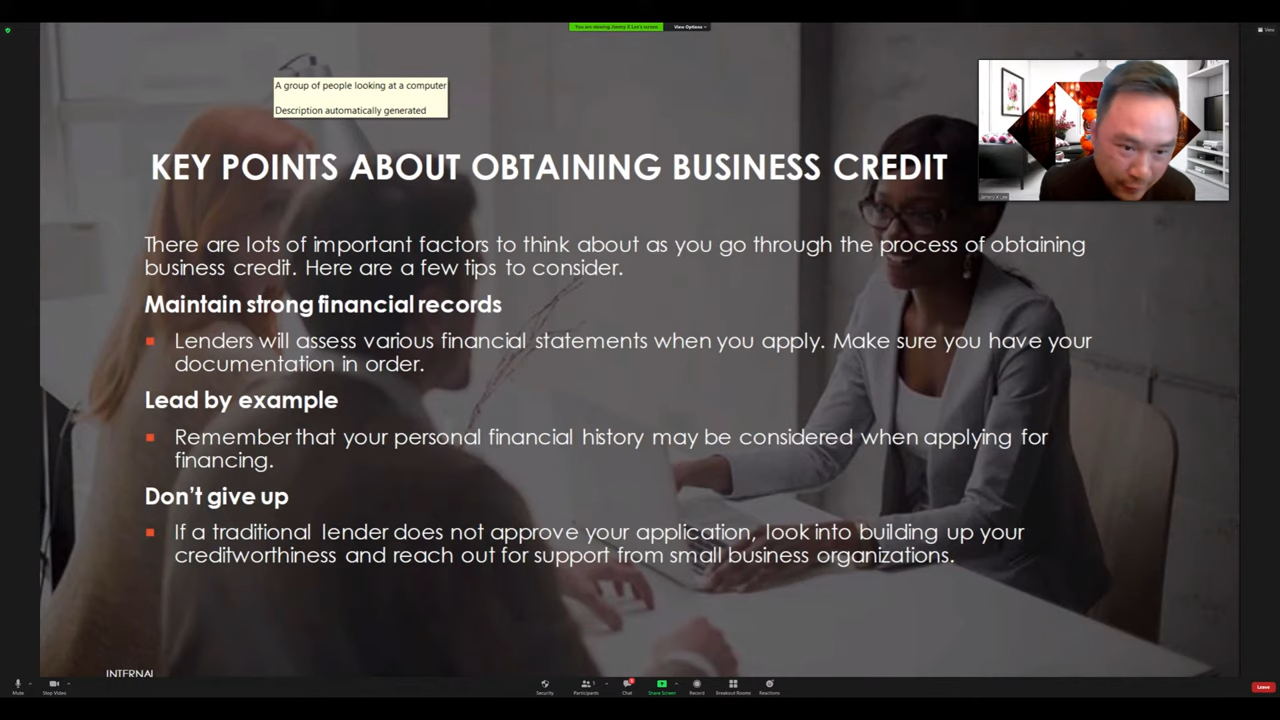 You are viewing Jammy X Lee's screen
View Options
View
A group of people looking at a computer
Description automatically generated
KEY POINTS ABOUT OBTAINING BUSINESS CREDIT
There are lots of important factors to think about as you go through the process of obtaining
business credit. Here are a few tips to consider.
Maintain strong financial records
Lenders will assess various financial statements when you apply. Make sure you have your
documentation in order.
Lead by example
Remember that your personal financial history may be considered when applying for
financing.
Don't give up
If a traditional lender does not approve your application, look into building up your
creditworthiness and reach out for support from small business organizations.
INTERNAL
Mute
Stop Video
Security
Participants
Chat
Share Screen
Record
Breakout Rooms
Reactions
Leave